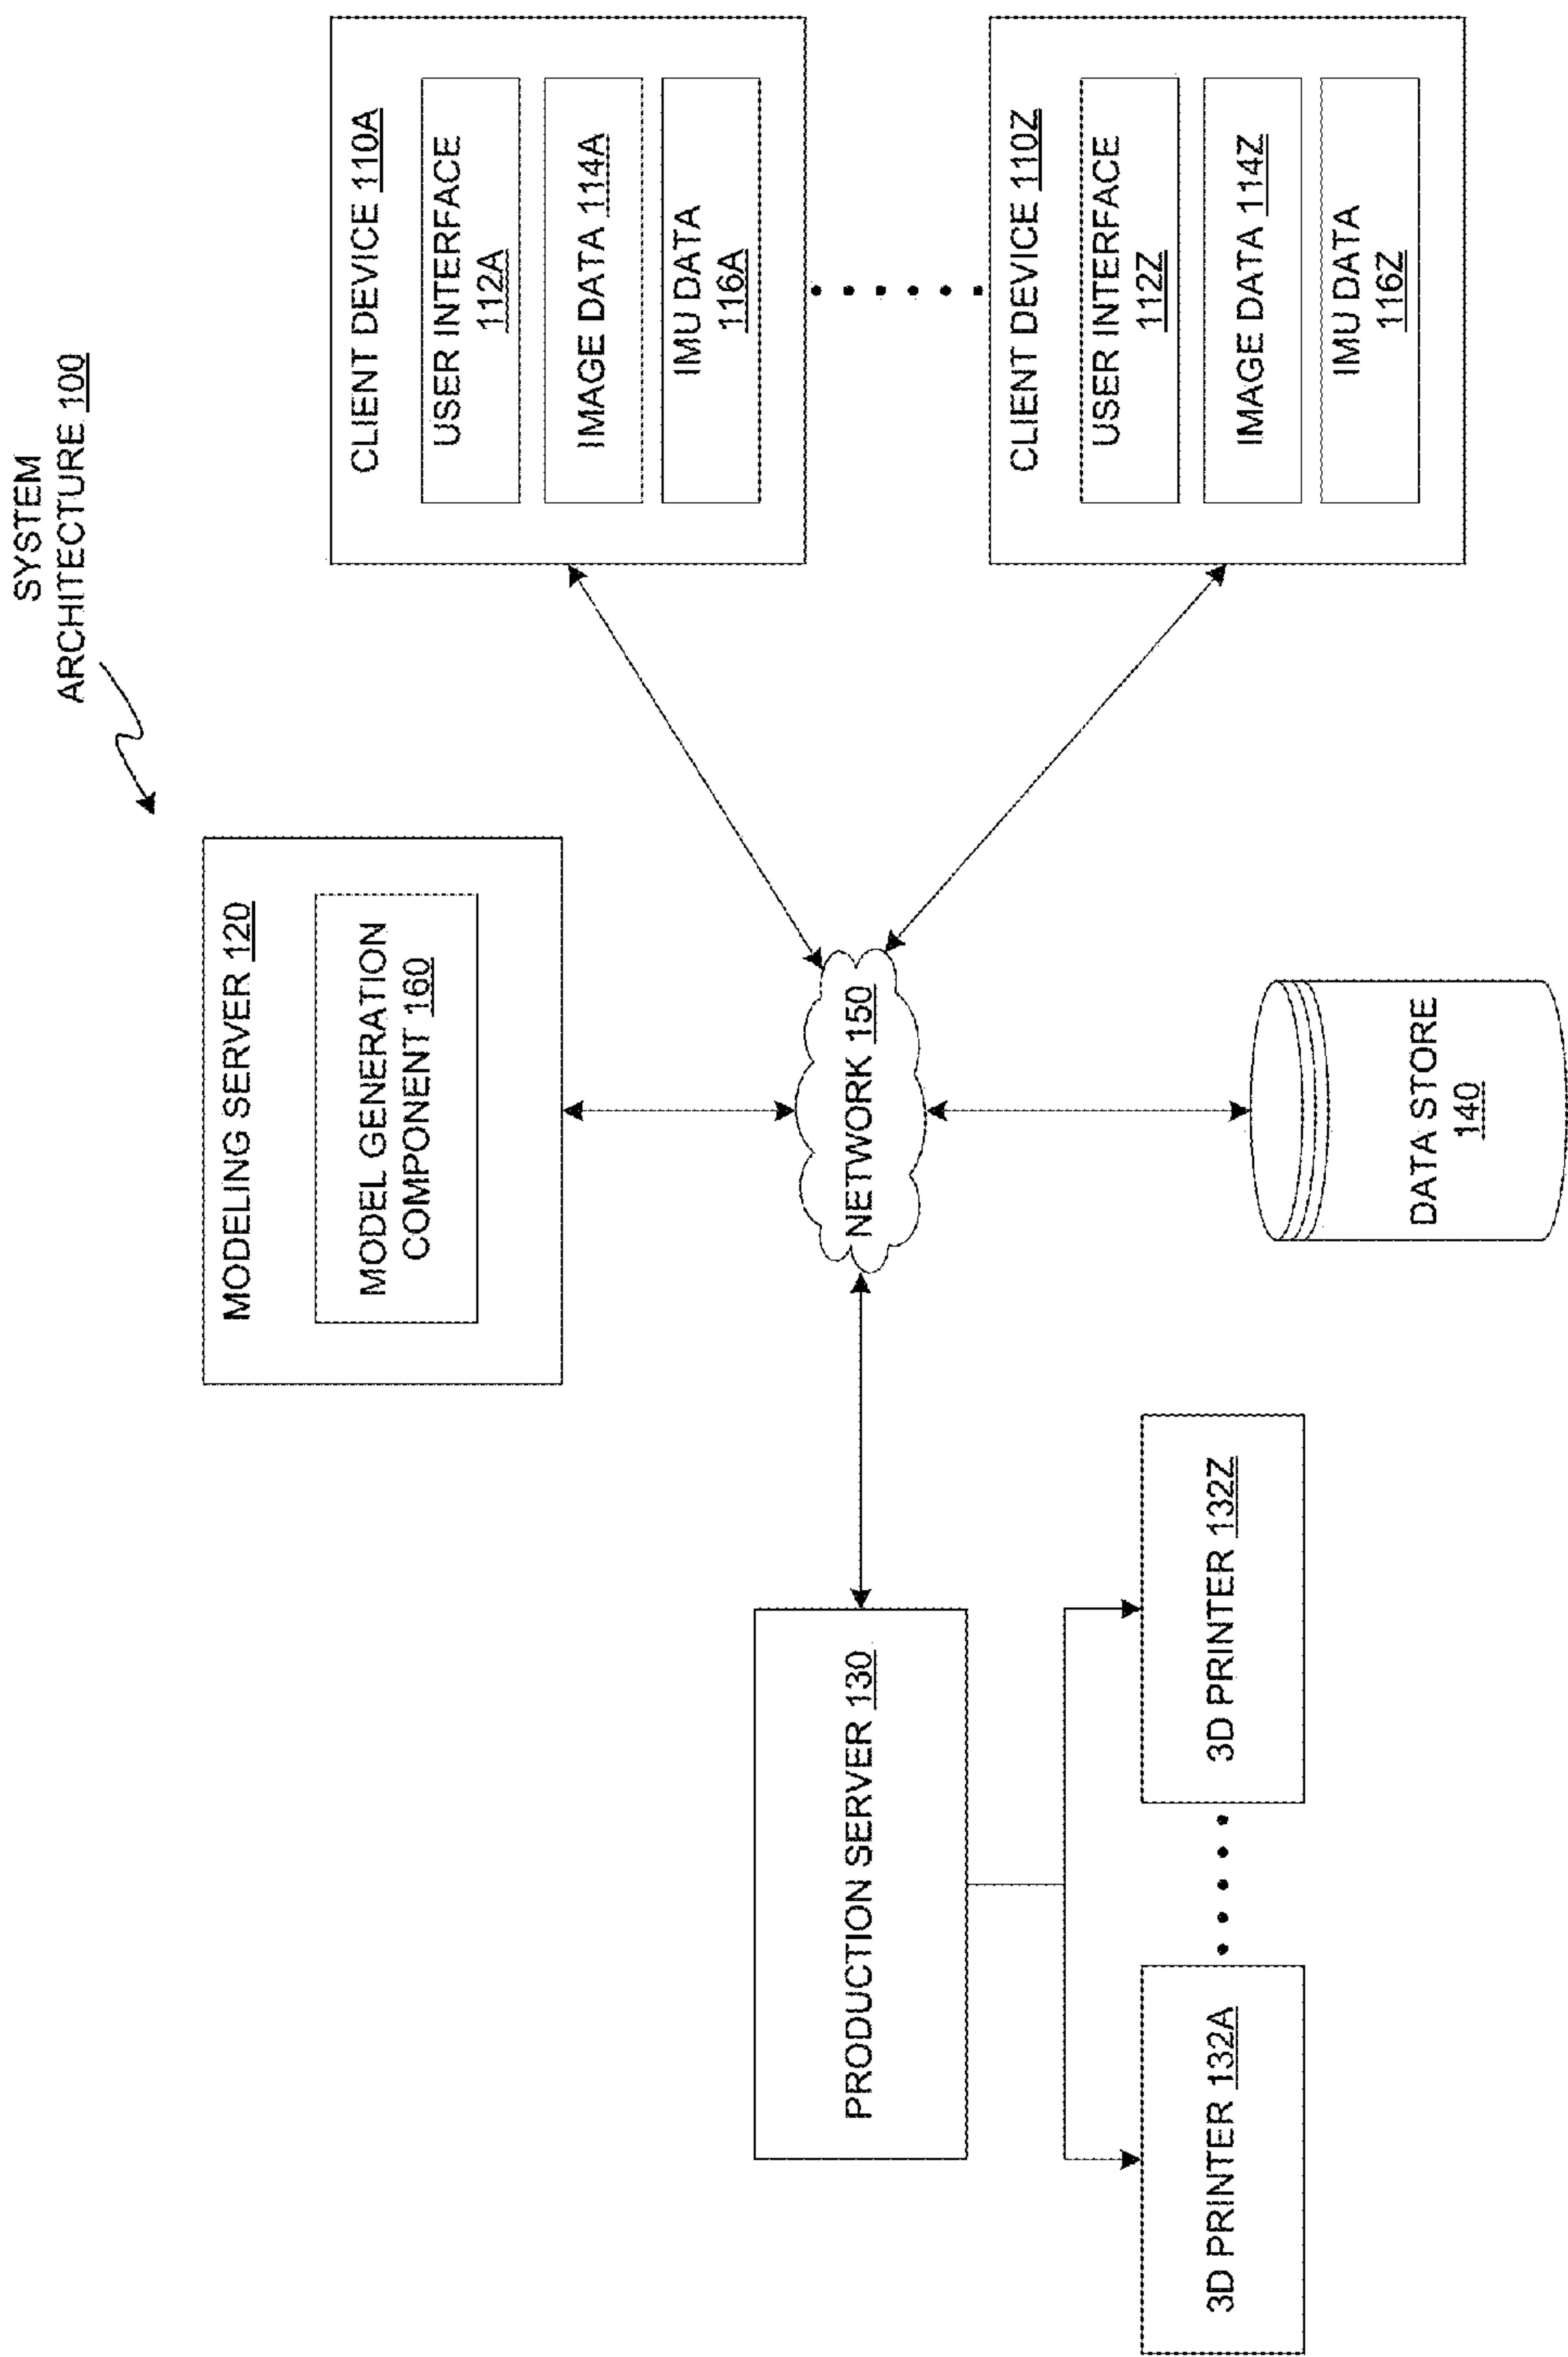 SYSTEM
ARCHITECTURE 100
MODELING SERVER 120
MODEL GENERATION
COMPONENT 160
CLIENT DEVICE 110A
USER INTERFACE
112A
IMAGE DATA 114A
IMU DATA
116A
PRODUCTION SERVER 130
NETWORK 150
CLIENT DEVICE 110Z
USER INTERFACE
112Z
IMAGE DATA 114Z
IMU DATA
116Z
3D PRINTER 132A
3D PRINTER 132Z
DATA STORE
140